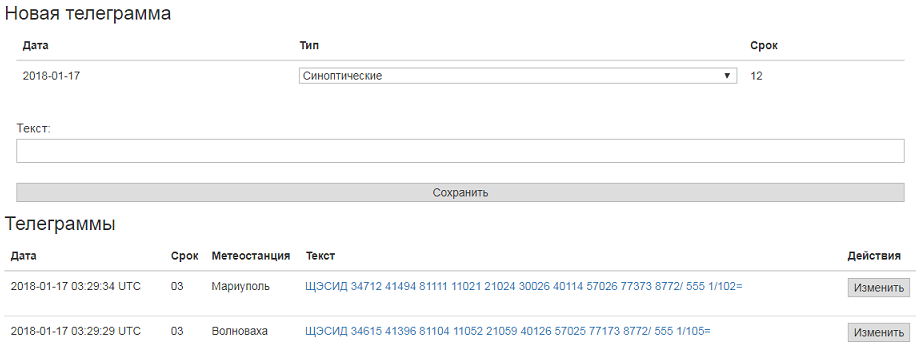 Новая телеграмма
Дата Тип Срок
2018-01-17 Синоптические 12
Текст:
Сохранить
Телеграммы
Дата Срок Метеостанция Текст Действия
2018-01-17 03:29:34 UTC 03 Мариуполь ЩЭСИД 34712 41494 81111 11021 21024 30026 40114 57026 77373 8772/ 555 1/102= Изменить
2018-01-17 03:29:29 UTC 03 Волноваха ЩЭСИД 34615 41396 81104 11052 21059 40126 57025 77173 8772/ 555 1/105= Изменить